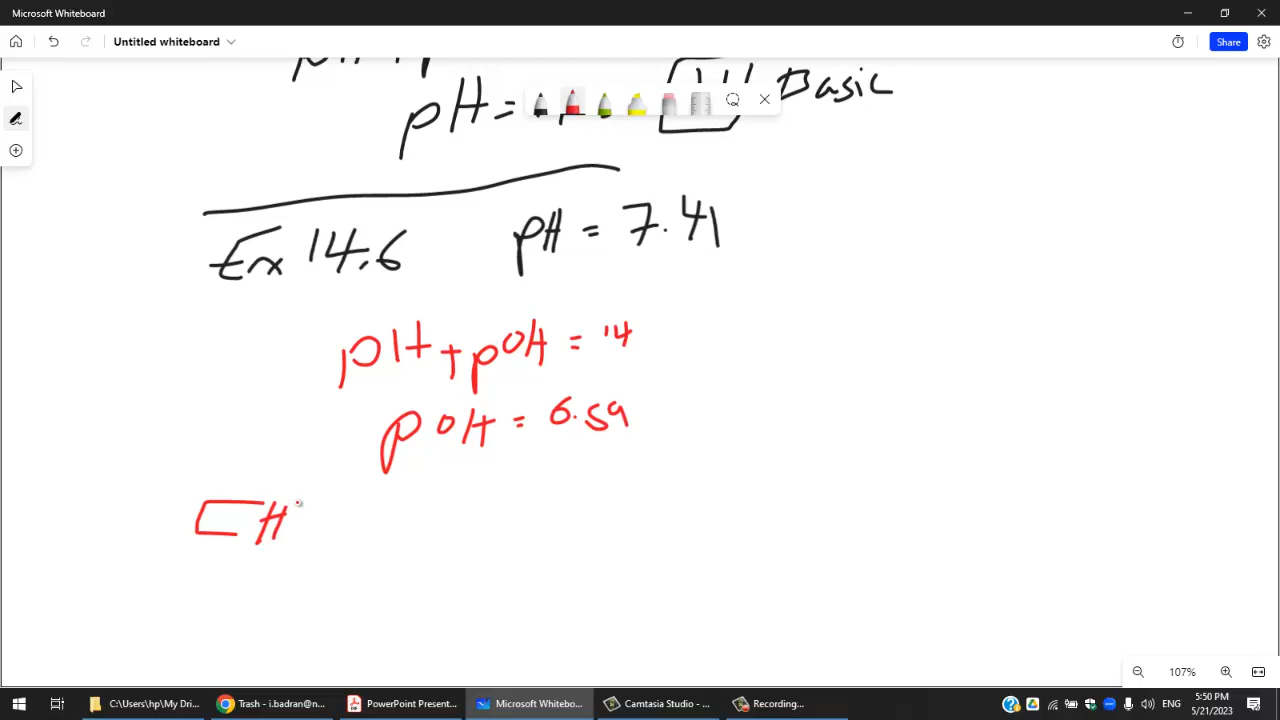 Microsoft Whiteboard
Untitled whiteboard
Share
Basic
pH =
Ex 14.6 pH = 7.41
pH + pOH = 14
pOH = 6.59
[H
107%
C:\Users\hp\My Dri...
Trash - i.badran@n...
PowerPoint Present...
Microsoft Whitebo...
Camtasia Studio - ...
Recording...
ENG
5:50 PM
5/21/2023